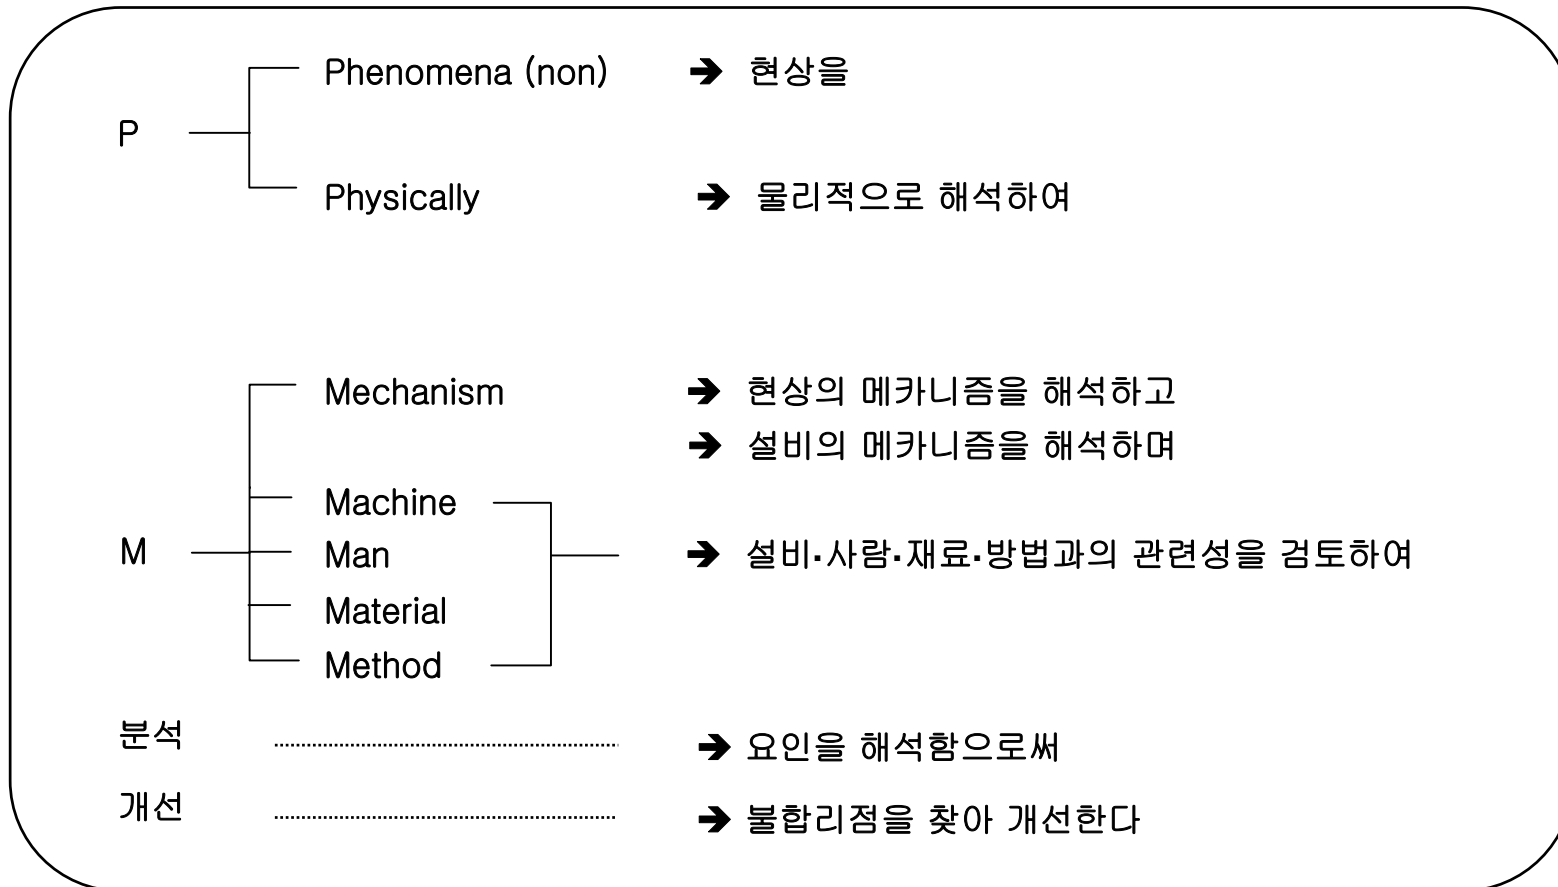 Phenomena (non) ➔ 현상을
P
Physically ➔ 물리적으로 해석하여
Mechanism ➔ 현상의 메카니즘을 해석하고
➔ 설비의 메카니즘을 해석하며
Machine
M Man ➔ 설비·사람·재료·방법과의 관련성을 검토하여
Material
Method
분석 ➔ 요인을 해석함으로써
개선 ➔ 불합리점을 찾아 개선한다